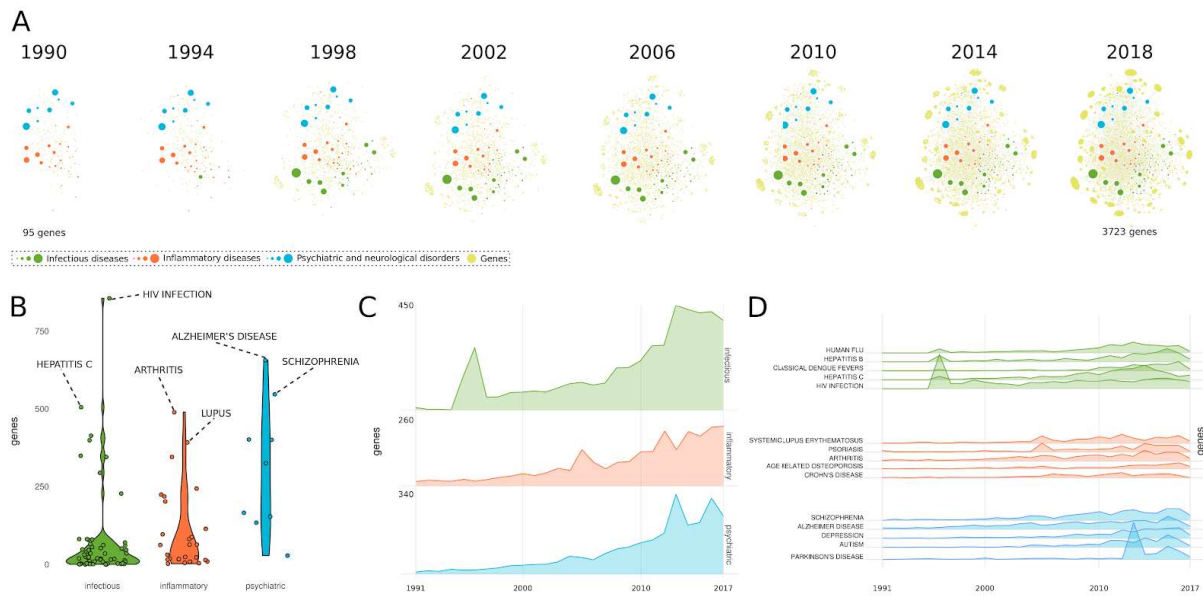 A
1990 1994 1998 2002 2006 2010 2014 2018
95 genes 3723 genes
Infectious diseases Inflammatory diseases Psychiatric and neurological disorders Genes
B
HIV INFECTION
ALZHEIMER'S DISEASE
HEPATITIS C
ARTHRITIS
SCHIZOPHRENIA
LUPUS
genes
750
500
250
0
infectious inflammatory psychiatric
C
450
260
340
genes
infectious
inflammatory
psychiatric
1991 2000 2010 2017
D
HUMAN FLU
HEPATITIS B
CLASSICAL DENGUE FEVERS
HEPATITIS C
HIV INFECTION
SYSTEMIC LUPUS ERYTHEMATOSUS
PSORIASIS
ARTHRITIS
AGE RELATED OSTEOPOROSIS
CROHN'S DISEASE
SCHIZOPHRENIA
ALZHEIMER DISEASE
DEPRESSION
AUTISM
PARKINSON'S DISEASE
genes
1991 2000 2010 2017